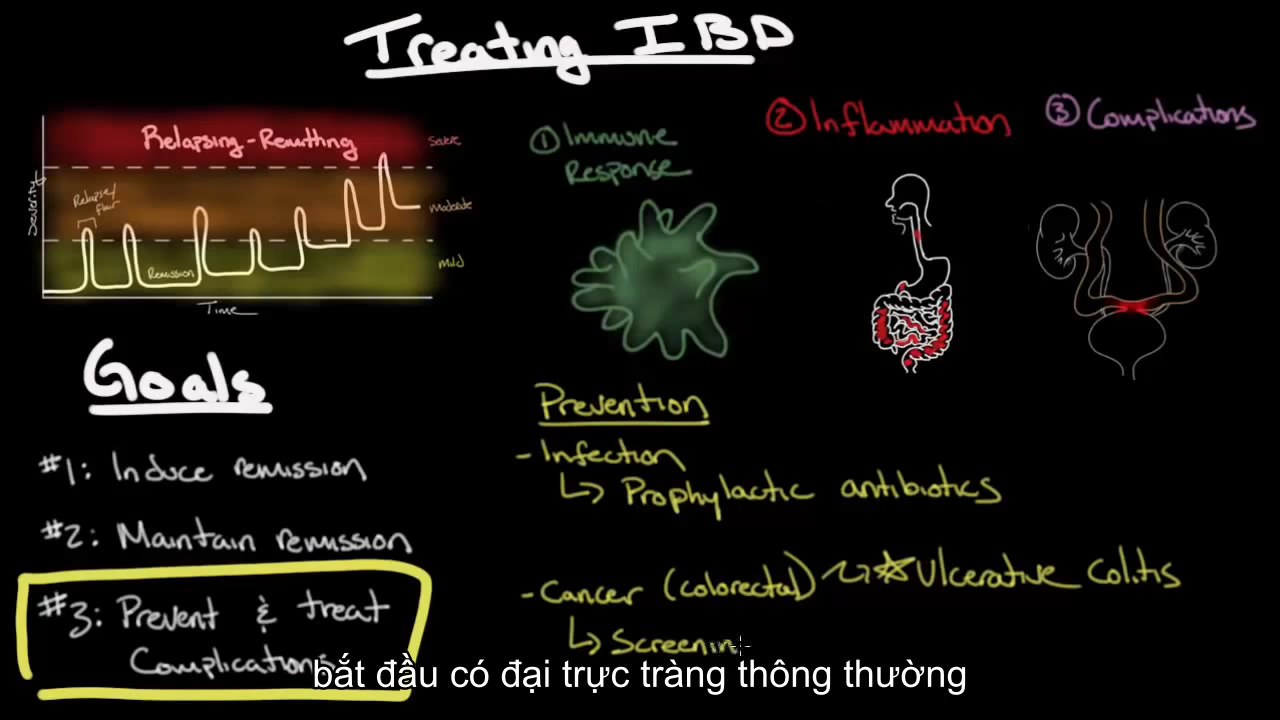 Treating IBD
Relapsing-Remitting
Severe
Moderate
Mild
Severity
Relapse/
flair
Remission
Time
① Immune
Response
② Inflammation
③ Complications
Goals
#1: Induce remission
#2: Maintain remission
#3: Prevent & treat
Complications
Prevention
- Infection
↳ Prophylactic antibiotics
- Cancer (colorectal) ~> ☆ Ulcerative Colitis
↳ Screenin
bắt đầu có đại trực tràng thông thường